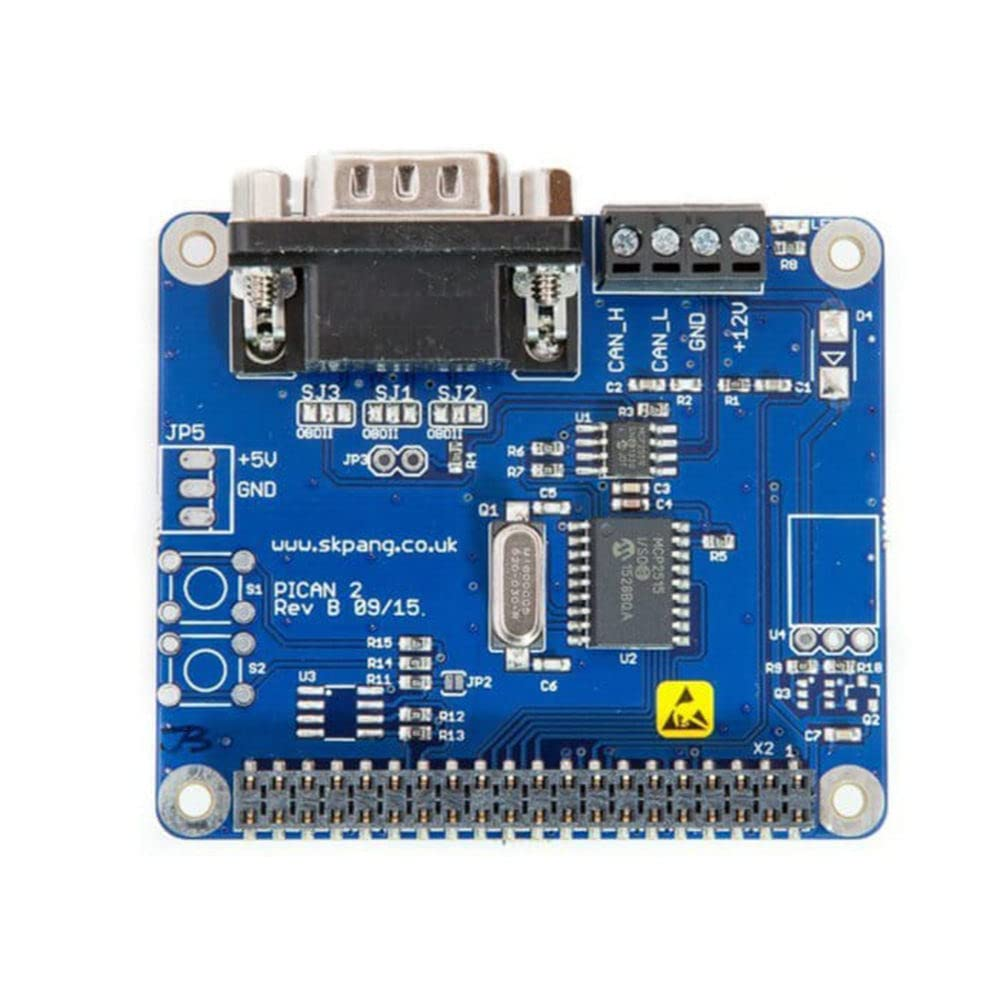 R8
CAN_H
CAN_L
GND
+12V
D4
C2
R2
R1
C1
SJ3
SJ1
SJ2
OBDII
OBDII
OBDII
R3
U1
JP5
+5V
GND
JP3
R4
R6
R7
C3
C4
C5
Q1
R5
www.skpang.co.uk
MCP2515
I/SO
1528BQA
S1
PICAN 2
Rev B 09/15.
U2
U4
R15
R14
R11
JP2
C6
S2
U3
R12
R13
R9
R10
Q3
Q2
C7
X2 1